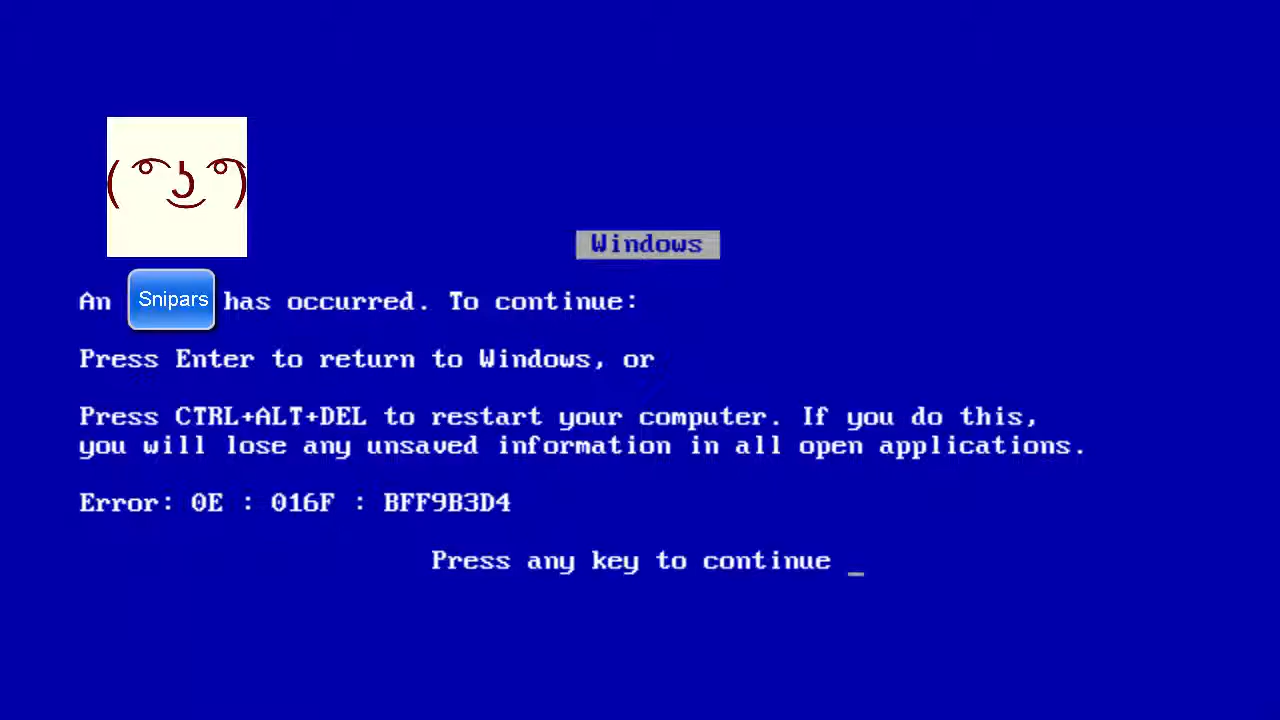 ( ͡° ͜ʖ ͡°)
Windows
An Snipars has occurred. To continue:
Press Enter to return to Windows, or
Press CTRL+ALT+DEL to restart your computer. If you do this,
you will lose any unsaved information in all open applications.
Error: 0E : 016F : BFF9B3D4
Press any key to continue _